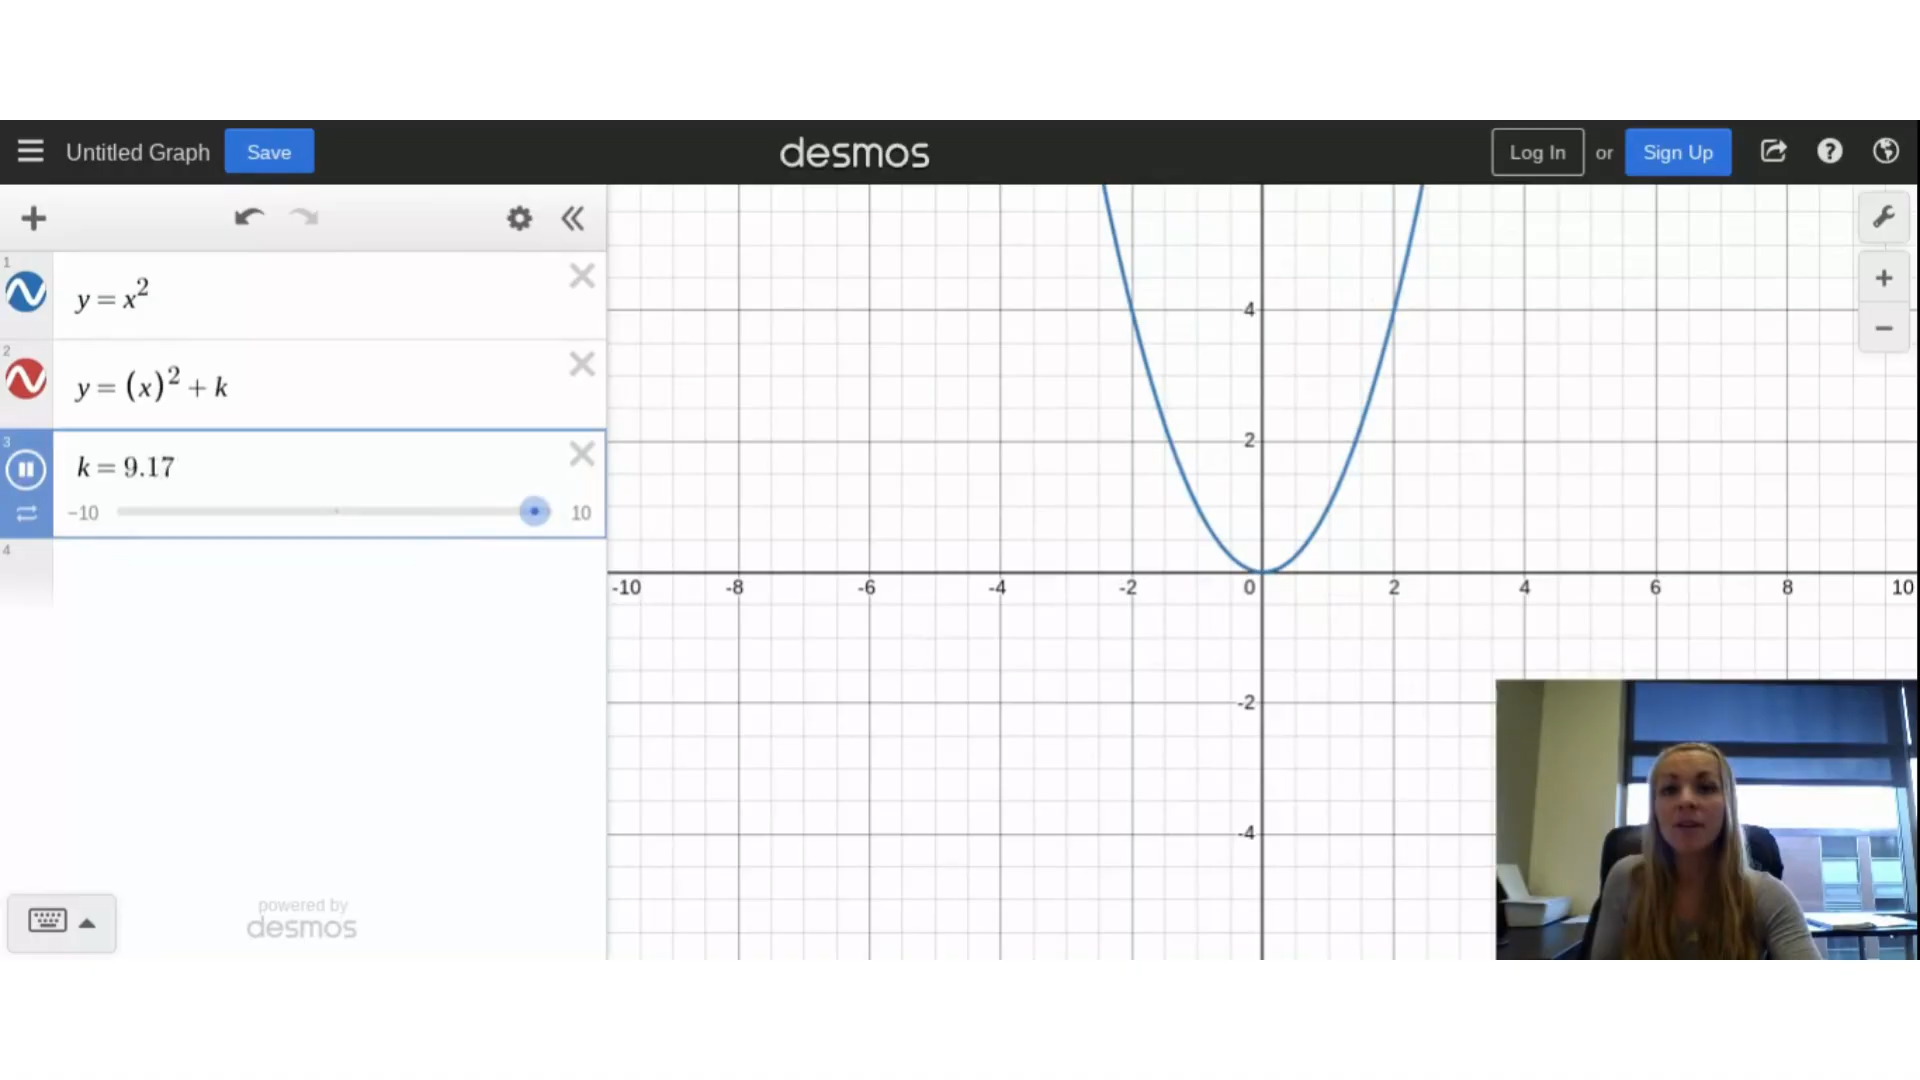 Untitled Graph Save desmos Log In or Sign Up
1
y = x²
2
y = (x)² + k
3
k = 9.17
-10 10
4
powered by
desmos
4
2
-10 -8 -6 -4 -2 0 2 4 6 8 10
-2
-4